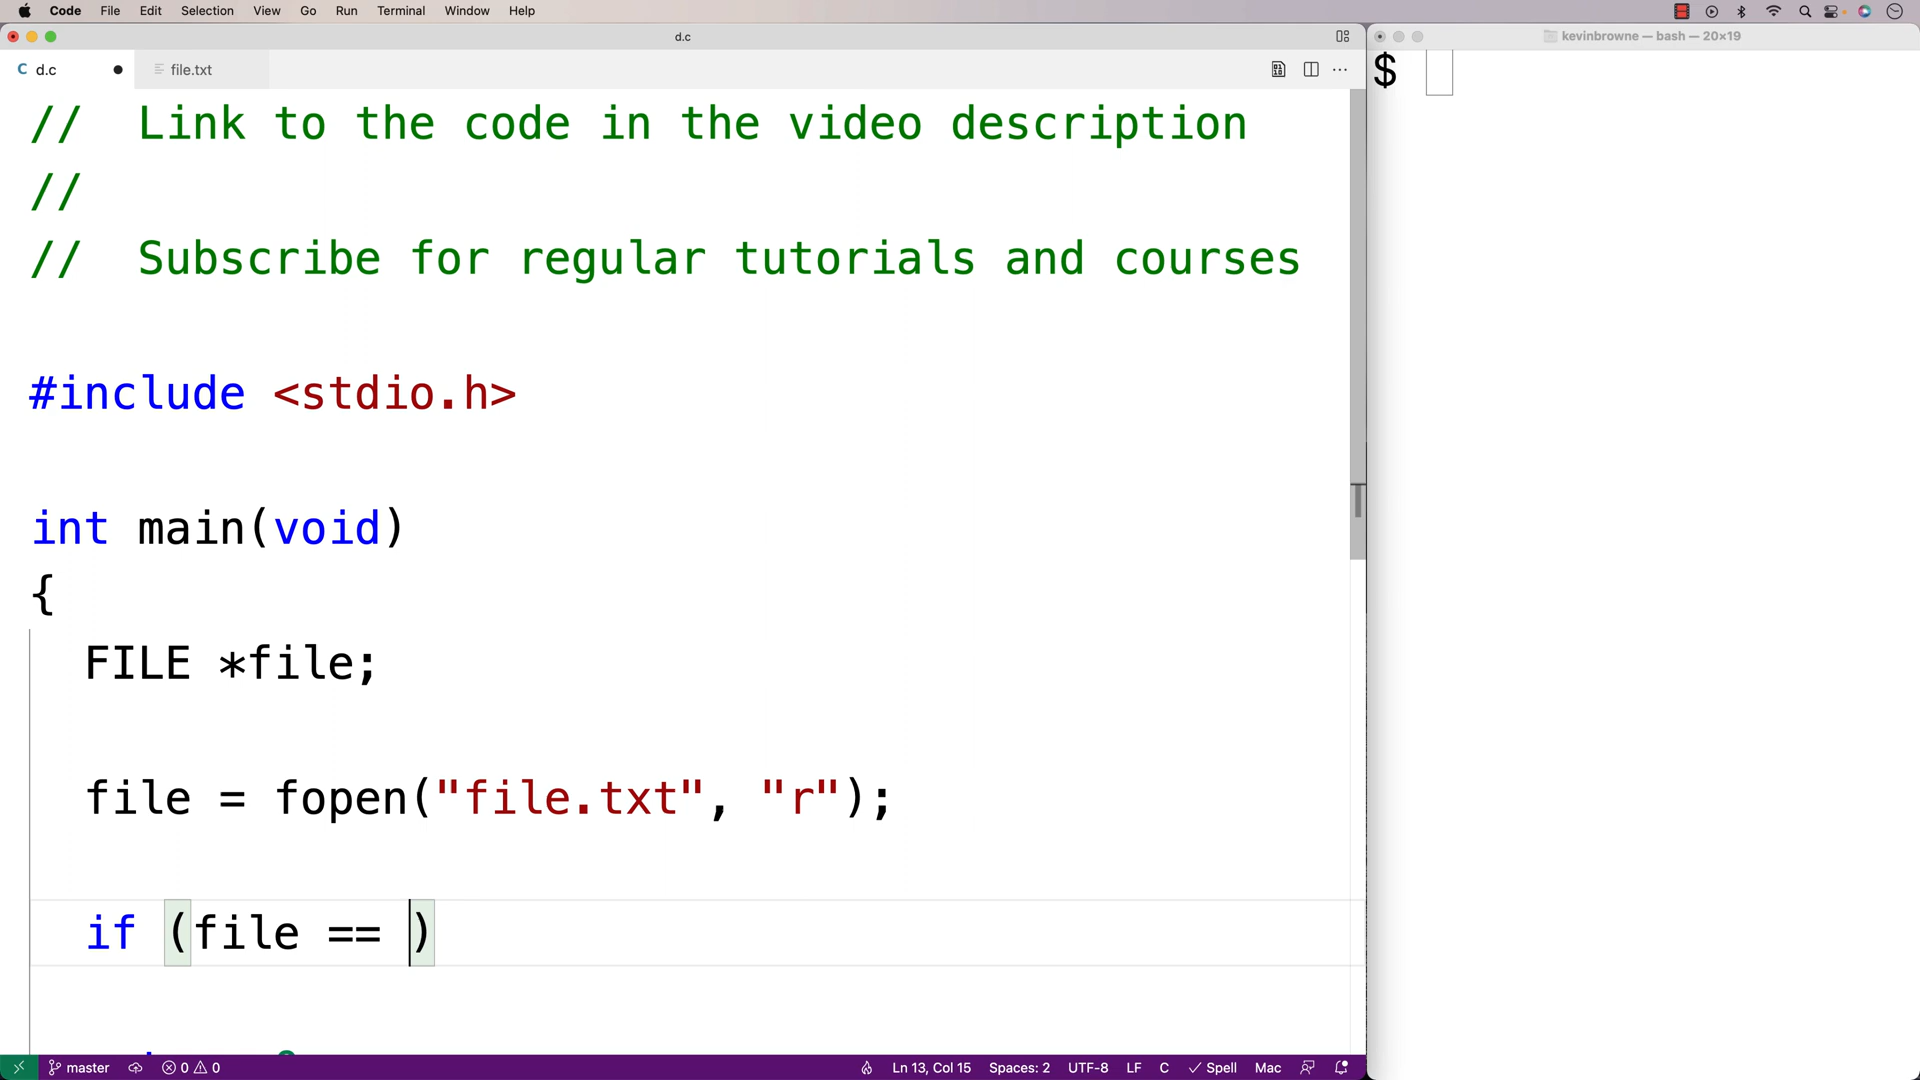 Code File Edit Selection View Go Run Terminal Window Help
d.c
kevinbrowne — bash — 20×19
C d.c
file.txt
$
// Link to the code in the video description
//
// Subscribe for regular tutorials and courses
#include <stdio.h>
int main(void)
{
FILE *file;
file = fopen("file.txt", "r");
if (file == )
master 0 0 Ln 13, Col 15 Spaces: 2 UTF-8 LF C Spell Mac